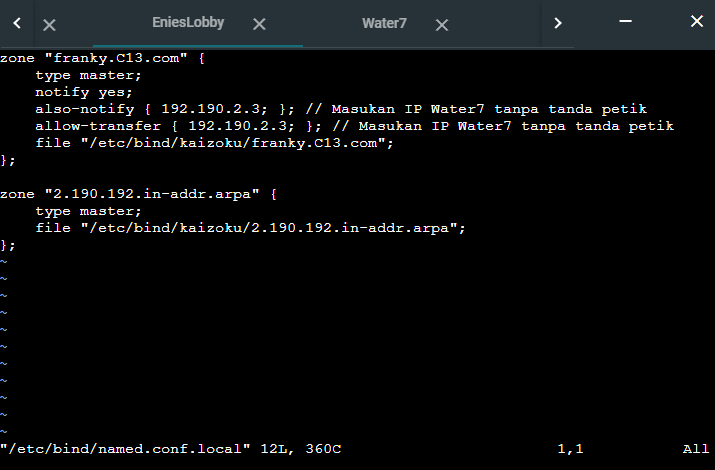 EniesLobby
Water7
zone "franky.C13.com" {
    type master;
    notify yes;
    also-notify { 192.190.2.3; }; // Masukan IP Water7 tanpa tanda petik
    allow-transfer { 192.190.2.3; }; // Masukan IP Water7 tanpa tanda petik
    file "/etc/bind/kaizoku/franky.C13.com";
};
zone "2.190.192.in-addr.arpa" {
    type master;
    file "/etc/bind/kaizoku/2.190.192.in-addr.arpa";
};
~
~
~
~
~
~
~
~
~
~
~
"/etc/bind/named.conf.local" 12L, 360C 1,1 All